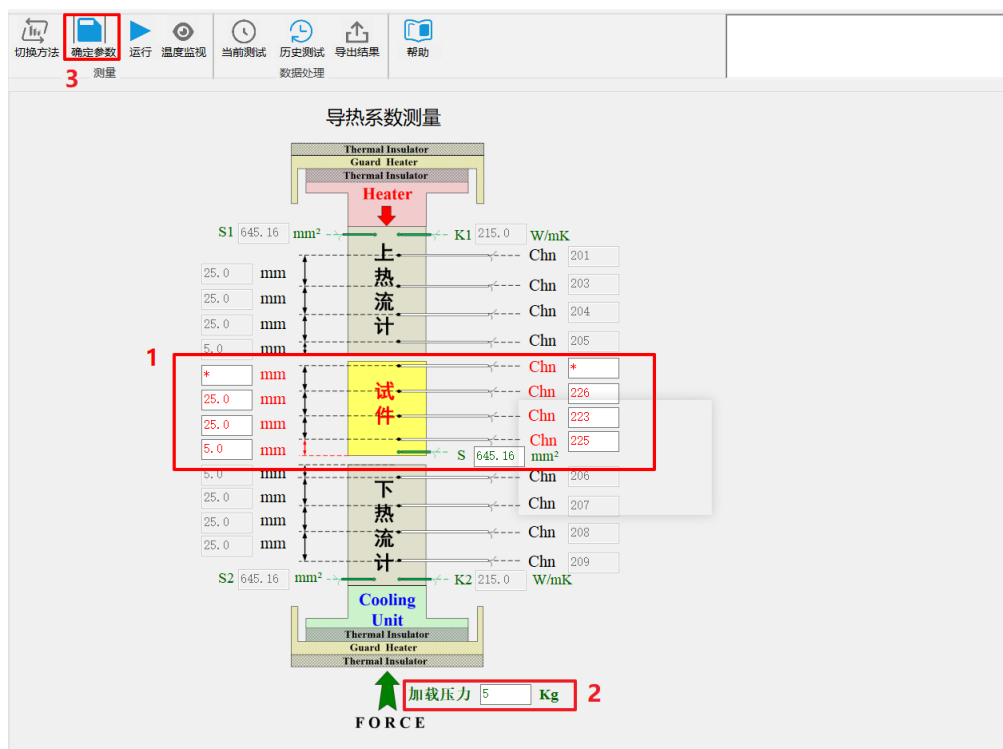 切换方法 确定参数 运行 温度监视 当前测试 历史测试 导出结果 帮助
3 测量 数据处理
导热系数测量
Thermal Insulator
Guard Heater
Thermal Insulator
Heater
S1 645.16 mm² K1 215.0 W/mK
Chn 201
25.0 mm
Chn 203
25.0 mm
Chn 204
25.0 mm
Chn 205
5.0 mm
上热流计
1
* mm Chn *
25.0 mm Chn 226
25.0 mm Chn 223
5.0 mm Chn 225
试件
S 645.16 mm²
5.0 mm Chn 206
25.0 mm Chn 207
25.0 mm Chn 208
25.0 mm Chn 209
下热流计
S2 645.16 mm² K2 215.0 W/mK
Cooling
Unit
Thermal Insulator
Guard Heater
Thermal Insulator
加载压力 5 Kg 2
FORCE